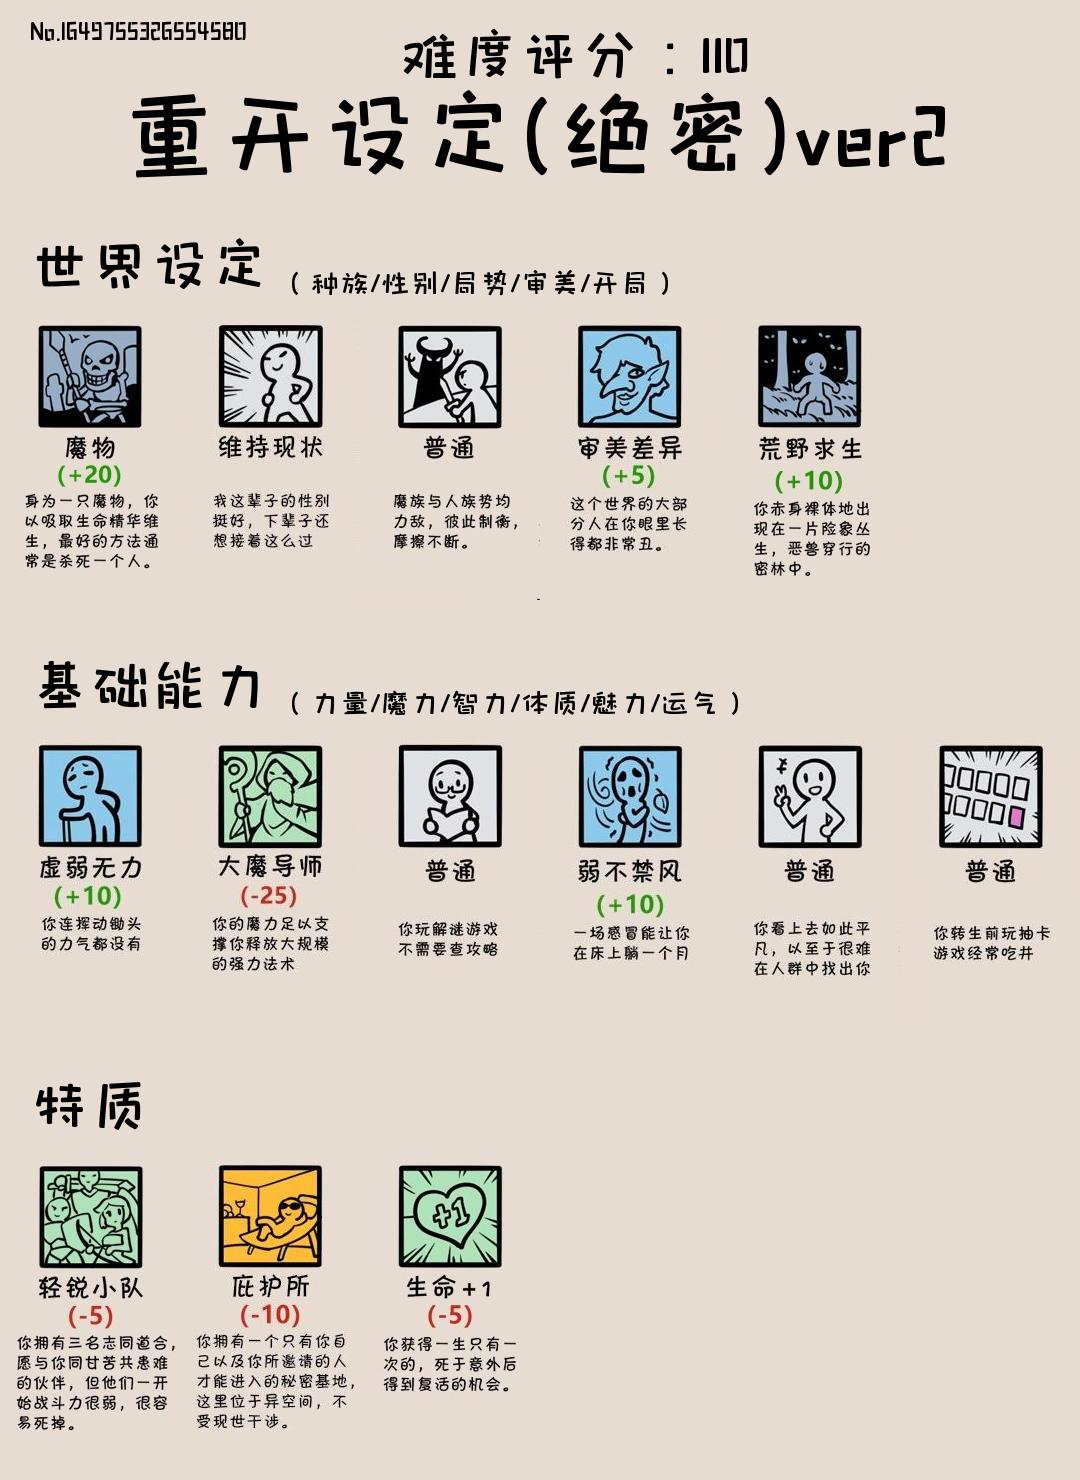 No.1649755326554580
难度评分：110
重开设定(绝密)ver2
世界设定 （种族/性别/局势/审美/开局）
魔物
(+20)
身为一只魔物，你
以吸取生命精华维
生，最好的方法通
常是杀死一个人。
维持现状
我这辈子的性别
挺好，下辈子还
想接着这么过
普通
魔族与人族势均
力敌，彼此制衡，
摩擦不断。
审美差异
(+5)
这个世界的大部
分人在你眼里长
得都非常丑。
荒野求生
(+10)
你赤身裸体地出
现在一片险象丛
生，恶兽穿行的
密林中。
基础能力 （力量/魔力/智力/体质/魅力/运气）
虚弱无力
(+10)
你连挥动锄头
的力气都没有
大魔导师
(-25)
你的魔力足以支
撑你释放大规模
的强力法术
普通
你玩解谜游戏
不需要查攻略
弱不禁风
(+10)
一场感冒能让你
在床上躺一个月
普通
你看上去如此平
凡，以至于很难
在人群中找出你
普通
你转生前玩抽卡
游戏经常吃井
特质
轻锐小队
(-5)
你拥有三名志同道合，
愿与你同甘苦共患难
的伙伴，但他们一开
始战斗力很弱，很容
易死掉。
庇护所
(-10)
你拥有一个只有你自
己以及你所邀请的人
才能进入的秘密基地，
这里位于异空间，不
受现世干涉。
+1
生命+1
(-5)
你获得一生只有一
次的，死于意外后
得到复活的机会。